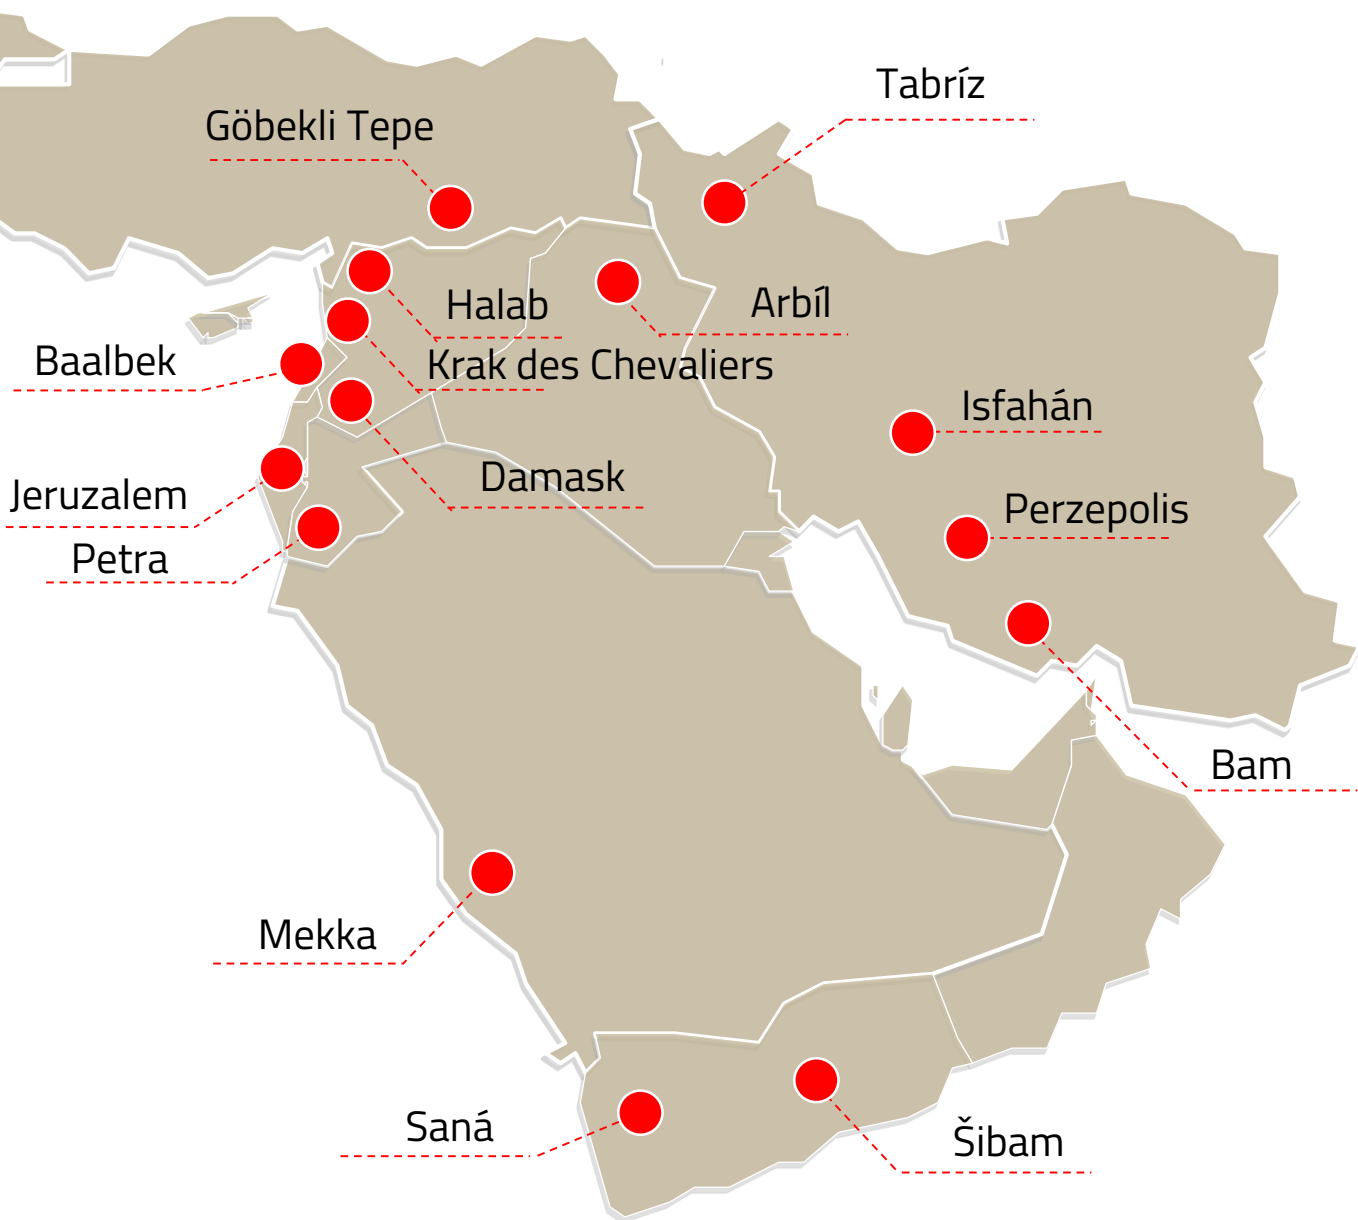 Tabríz
Göbekli Tepe
Halab
Arbíl
Baalbek
Krak des Chevaliers
Isfahán
Damask
Jeruzalem
Perzepolis
Petra
Bam
Mekka
Saná
Šibam